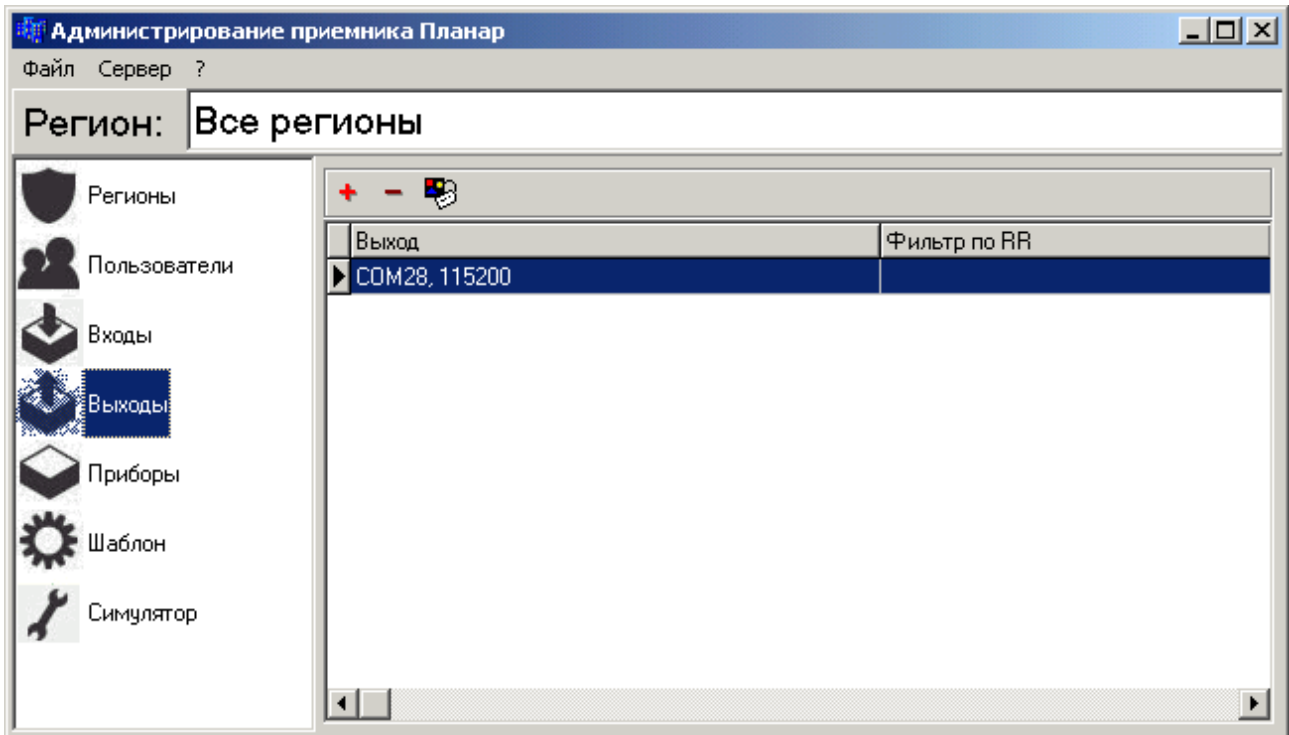 Администрирование приемника Планар
Файл Сервер ?
Регион: Все регионы
Регионы
Пользователи
Входы
Выходы
Приборы
Шаблон
Симулятор
Выход Фильтр по RR
COM28, 115200